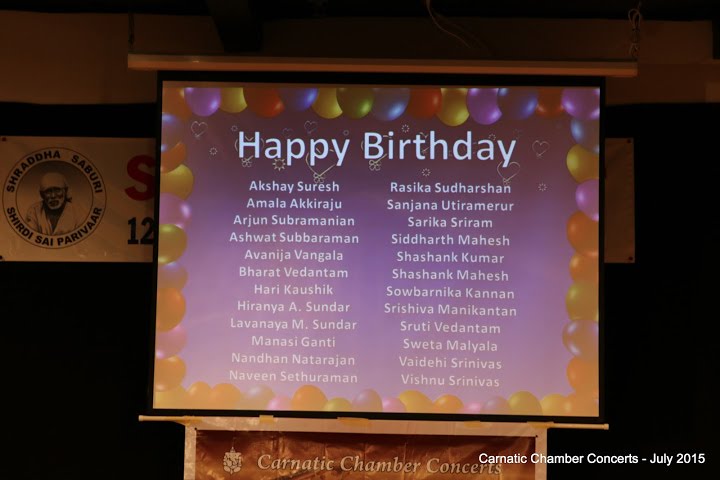 Happy Birthday
Akshay Suresh
Amala Akkiraju
Arjun Subramanian
Ashwat Subbaraman
Avanija Vangala
Bharat Vedantam
Hari Kaushik
Hiranya A. Sundar
Lavanaya M. Sundar
Manasi Ganti
Nandhan Natarajan
Naveen Sethuraman
Rasika Sudharshan
Sanjana Utiramerur
Sarika Sriram
Siddharth Mahesh
Shashank Kumar
Shashank Mahesh
Sowbarnika Kannan
Srishiva Manikantan
Sruti Vedantam
Sweta Malyala
Vaidehi Srinivas
Vishnu Srinivas
SHRADDHA SABURI
SHIRDI SAI PARIVAAR
S
12
Carnatic Chamber Concerts
Carnatic Chamber Concerts - July 2015